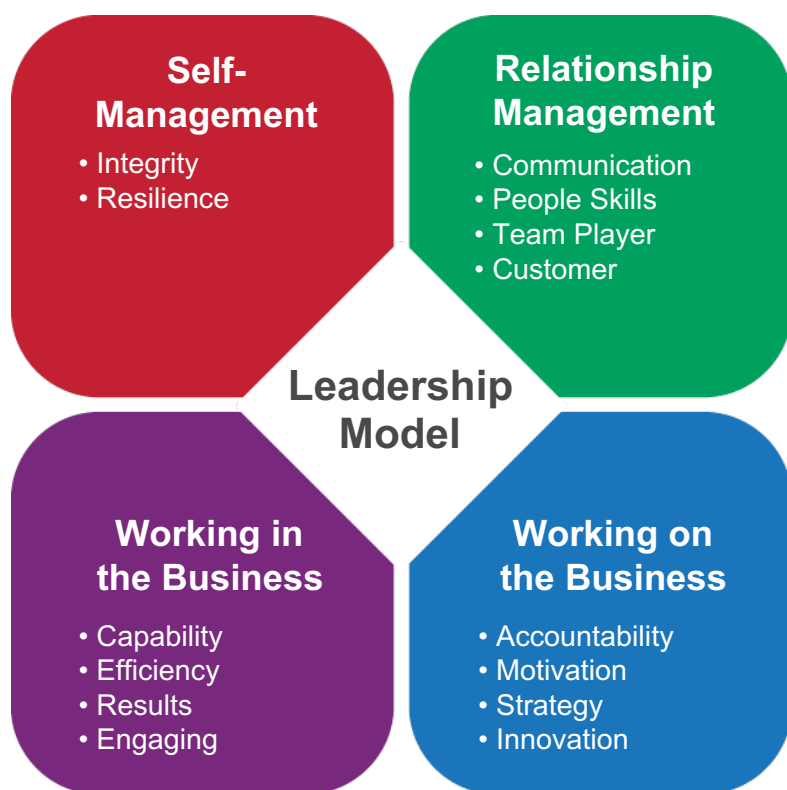 Self-
Management
• Integrity
• Resilience
Relationship
Management
• Communication
• People Skills
• Team Player
• Customer
Leadership
Model
Working in
the Business
• Capability
• Efficiency
• Results
• Engaging
Working on
the Business
• Accountability
• Motivation
• Strategy
• Innovation